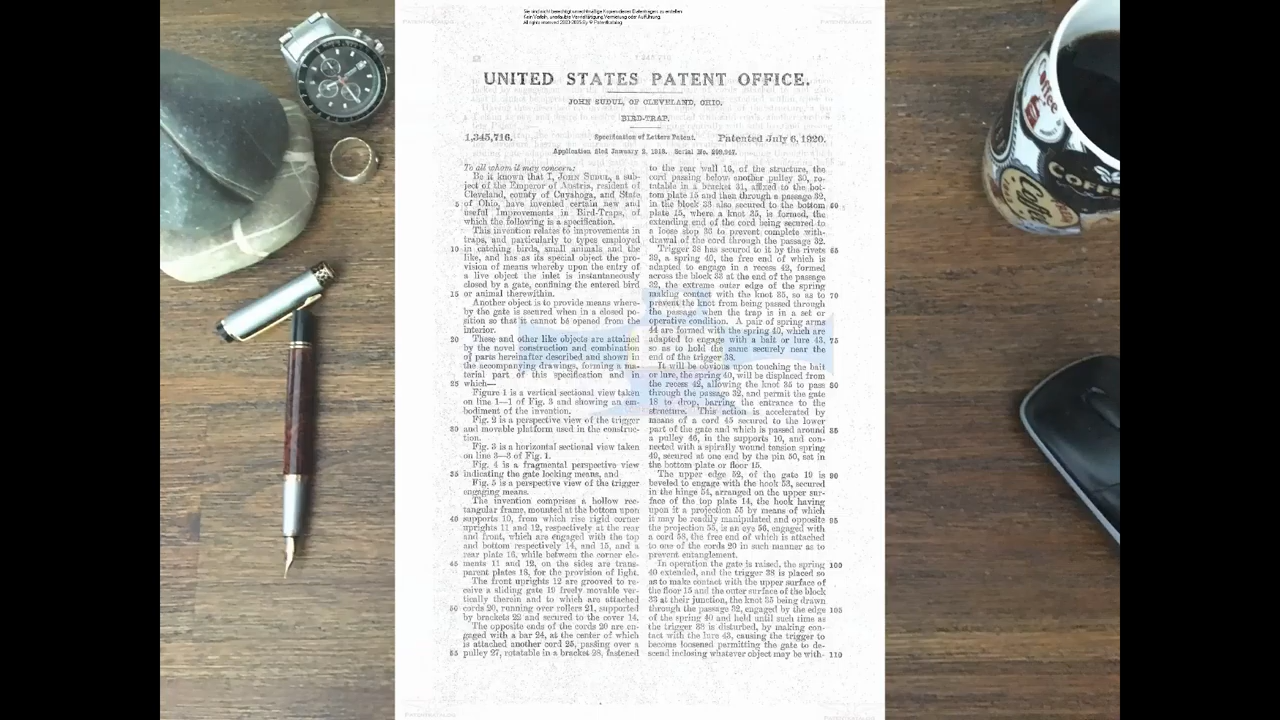 All rights reserved
UNITED STATES PATENT OFFICE.
JOHN SUDUL, OF CLEVELAND, OHIO.
BIRD-TRAP.
1,345,716.
Specification of Letters Patent.
Patented July 6, 1920.
Application filed January 2, 1918. Serial No.
To all whom it may concern:
Be it known that I, JOHN SUDUL, a sub-
ject of the Emperor of Austria, resident of
Cleveland, county of Cuyahoga, and State
5 of Ohio, have invented certain new and
useful Improvements in Bird-Traps, of
which the following is a specification.
This invention relates to improvements in
traps, and particularly to types employed
10 in catching birds, small animals and the
like, and has as its special object the pro-
vision of means whereby upon the entry of
a live object the inlet is instantaneously
closed by a gate, confining the entered bird
15 or animal therewithin.
Another object is to provide means where-
by the gate is secured when in a closed po-
sition so that it cannot be opened from the
interior.
20 These and other like objects are attained
by the novel construction and combination
of parts hereinafter described and shown in
the accompanying drawings, forming a ma-
terial part of this specification and in
25 which—
Figure 1 is a vertical sectional view taken
on line 1—1 of Fig. 3 and showing an em-
bodiment of the invention.
Fig. 2 is a perspective view of the trigger
30 and movable platform used in the construc-
tion.
Fig. 3 is a horizontal sectional view taken
on line 3—3 of Fig. 1.
Fig. 4 is a fragmental perspective view
35 indicating the gate locking means, and
Fig. 5 is a perspective view of the trigger
engaging means.
The invention comprises a hollow rec-
tangular frame, mounted at the bottom upon
40 supports 10, from which rise rigid corner
uprights 11 and 12, respectively at the rear
and front, which are engaged with the top
and bottom respectively 14, and 15, and a
rear plate 16, while between the corner ele-
45 ments 11 and 12, on the sides are trans-
parent plates 18, for the provision of light.
The front uprights 12 are grooved to re-
ceive a sliding gate 19 freely movable ver-
tically therein and to which are attached
50 cords 20, running over rollers 21, supported
by brackets 22 and secured to the cover 14.
The opposite ends of the cords 20 are en-
gaged with a bar 24, at the center of which
is attached another cord 25, passing over a
55 pulley 27, rotatable in a bracket 28, fastened
to the rear wall 16, of the structure, the
cord passing below another pulley 30, ro-
tatable in a bracket 31, affixed to the bot-
tom plate 15 and then through a passage 32,
in the block 33 also secured to the bottom 60
plate 15, where a knot 35, is formed, the
extending end of the cord being secured to
a loose stop 36 to prevent complete with-
drawal of the cord through the passage 32.
Trigger 38 has secured to it by the rivets 65
39, a spring 40, the free end of which is
adapted to engage in a recess 42, formed
across the block 33 at the end of the passage
32, the extreme outer edge of the spring
making contact with the knot 35, so as to 70
prevent the knot from being passed through
the passage when the trap is in a set or
operative condition. A pair of spring arms
44 are formed with the spring 40, which are
adapted to engage with a bait or lure 43, 75
so as to hold the same securely near the
end of the trigger 38.
It will be obvious upon touching the bait
or lure, the spring 40, will be displaced from
the recess 42, allowing the knot 35 to pass 80
through the passage 32, and permit the gate
to drop, barring the entrance to the
structure. This action is accelerated by
means of a cord 45 secured to the lower
part of the gate and which is passed around 85
a pulley 46, in the supports 10, and con-
nected with a spirally wound tension spring
49, secured at one end by the pin 50, set in
the bottom plate or floor 15.
The upper edge 52, of the gate 19 is 90
beveled to engage with the hook 53, secured
in the hinge 54, arranged on the upper sur-
face of the top plate 14, the hook having
upon it a projection 55 by means of which
it may be readily manipulated and opposite 95
the projection 55, is an eye 56, engaged with
a cord 58, the free end of which is attached
to one of the cords 20 in such manner as to
prevent entanglement.
In operation the gate is raised, the spring 100
40 extended, and the trigger 38 is placed so
as to make contact with the upper surface of
the floor 15 and the outer surface of the block
33 at their junction, the knot 35 being drawn
through the passage 32, engaged by the edge 105
of the spring 40 and held until such time as
the trigger 38 is disturbed, by making con-
tact with the lure 43, causing the trigger to
become loosened permitting the gate to de-
scend inclosing whatever object may be with- 110